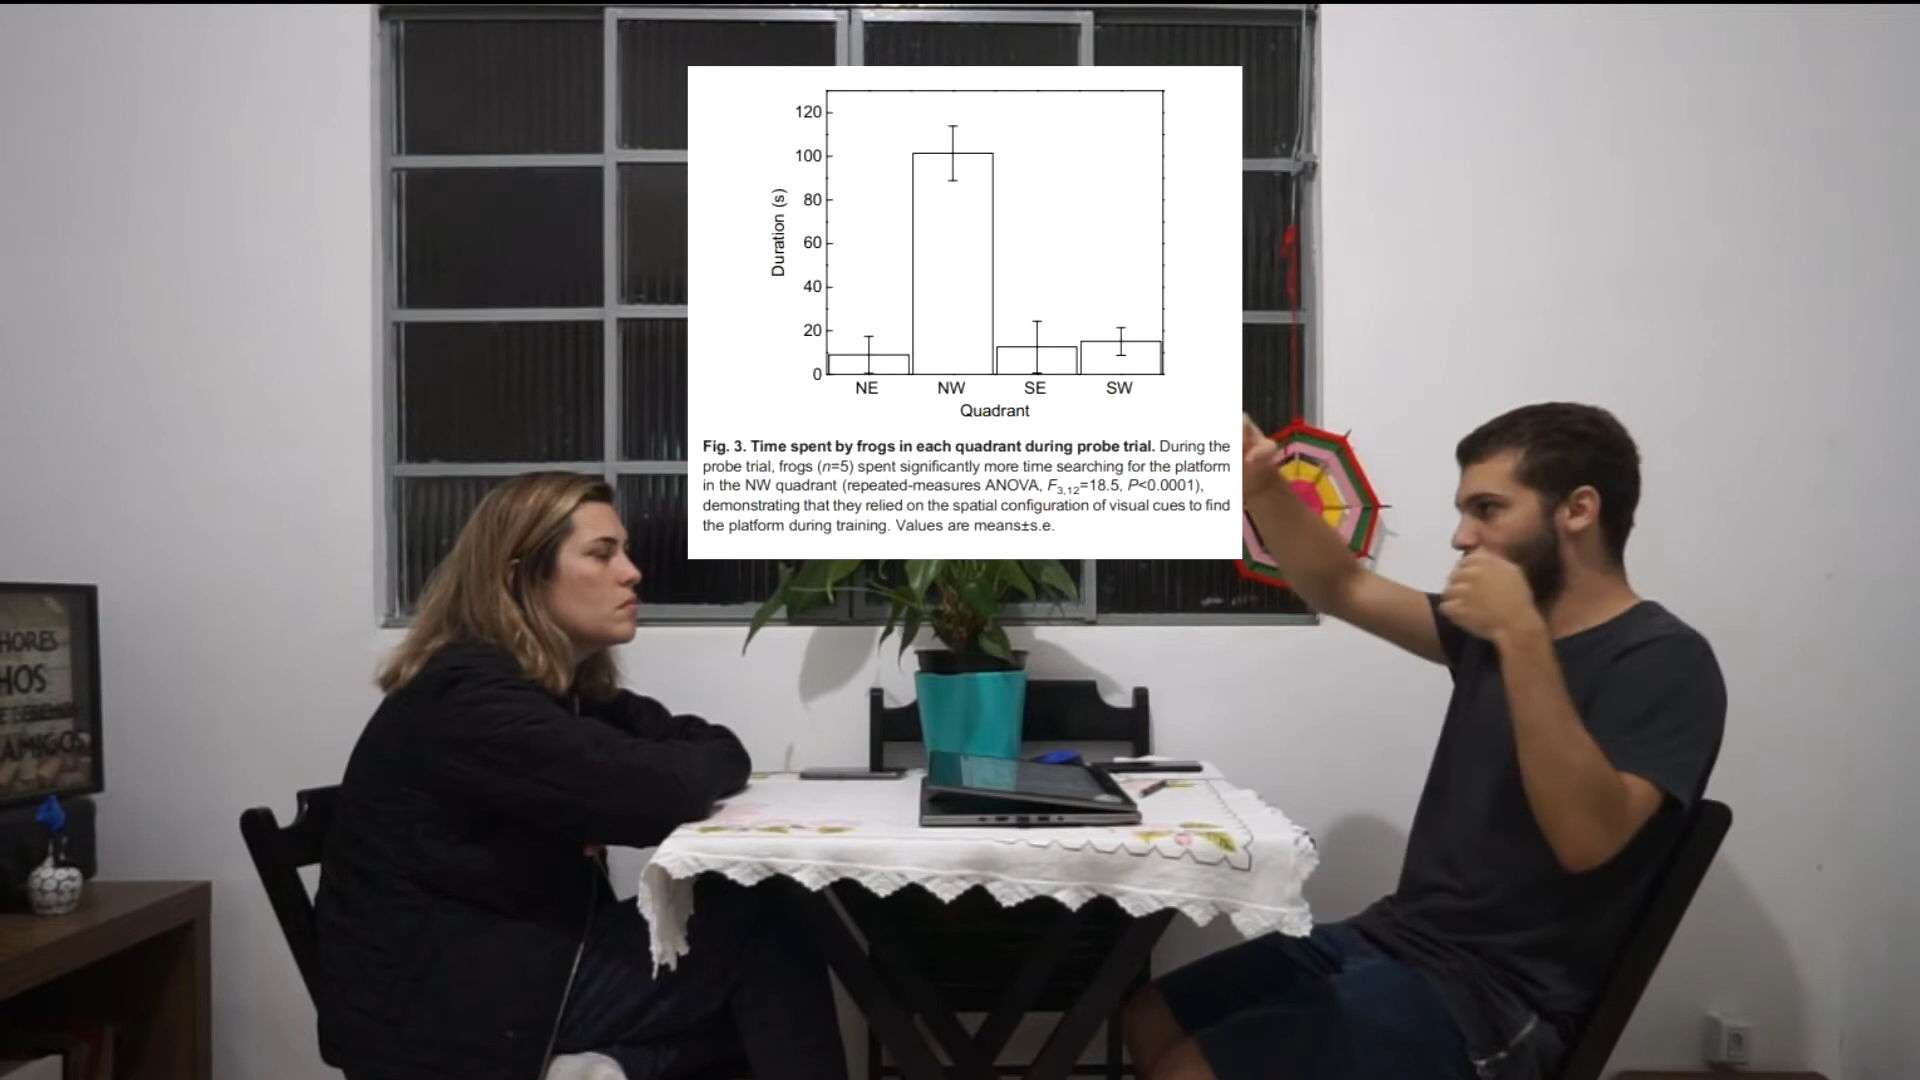 120
100
80
60
40
20
0
Duration (s)
NE NW SE SW
Quadrant
Fig. 3. Time spent by frogs in each quadrant during probe trial. During the
probe trial, frogs (n=5) spent significantly more time searching for the platform
in the NW quadrant (repeated-measures ANOVA, F3,12=18.5, P<0.0001),
demonstrating that they relied on the spatial configuration of visual cues to find
the platform during training. Values are means±s.e.
HORES
HOS
AMIGOS